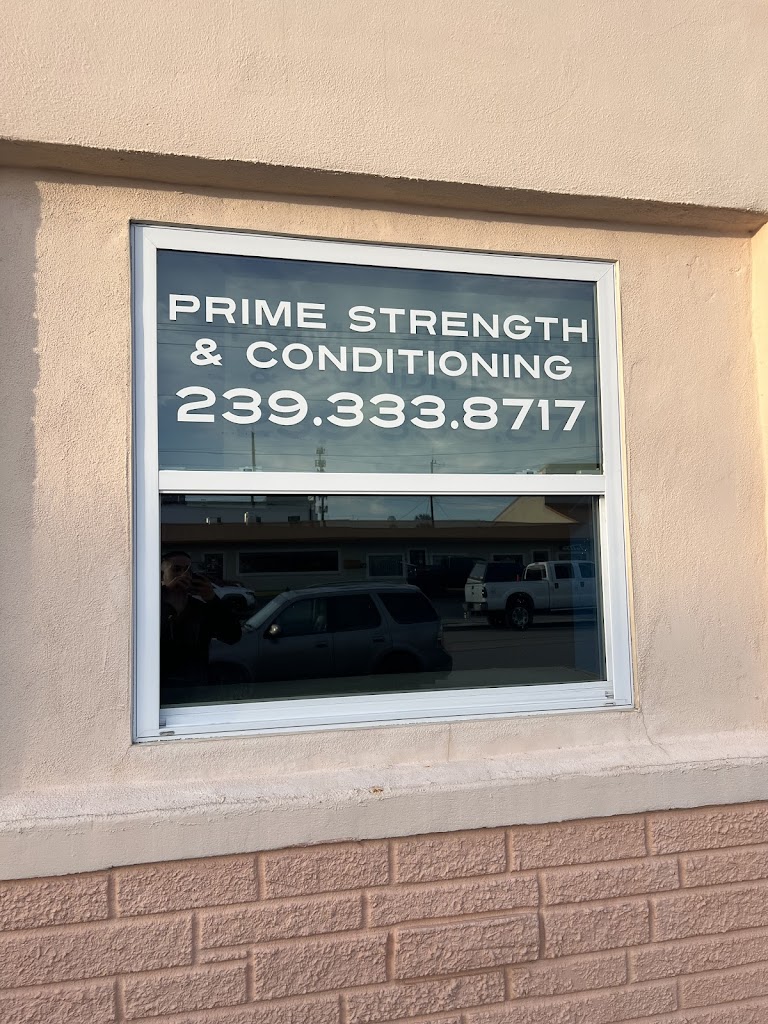 PRIME STRENGTH
& CONDITIONING
239.333.8717